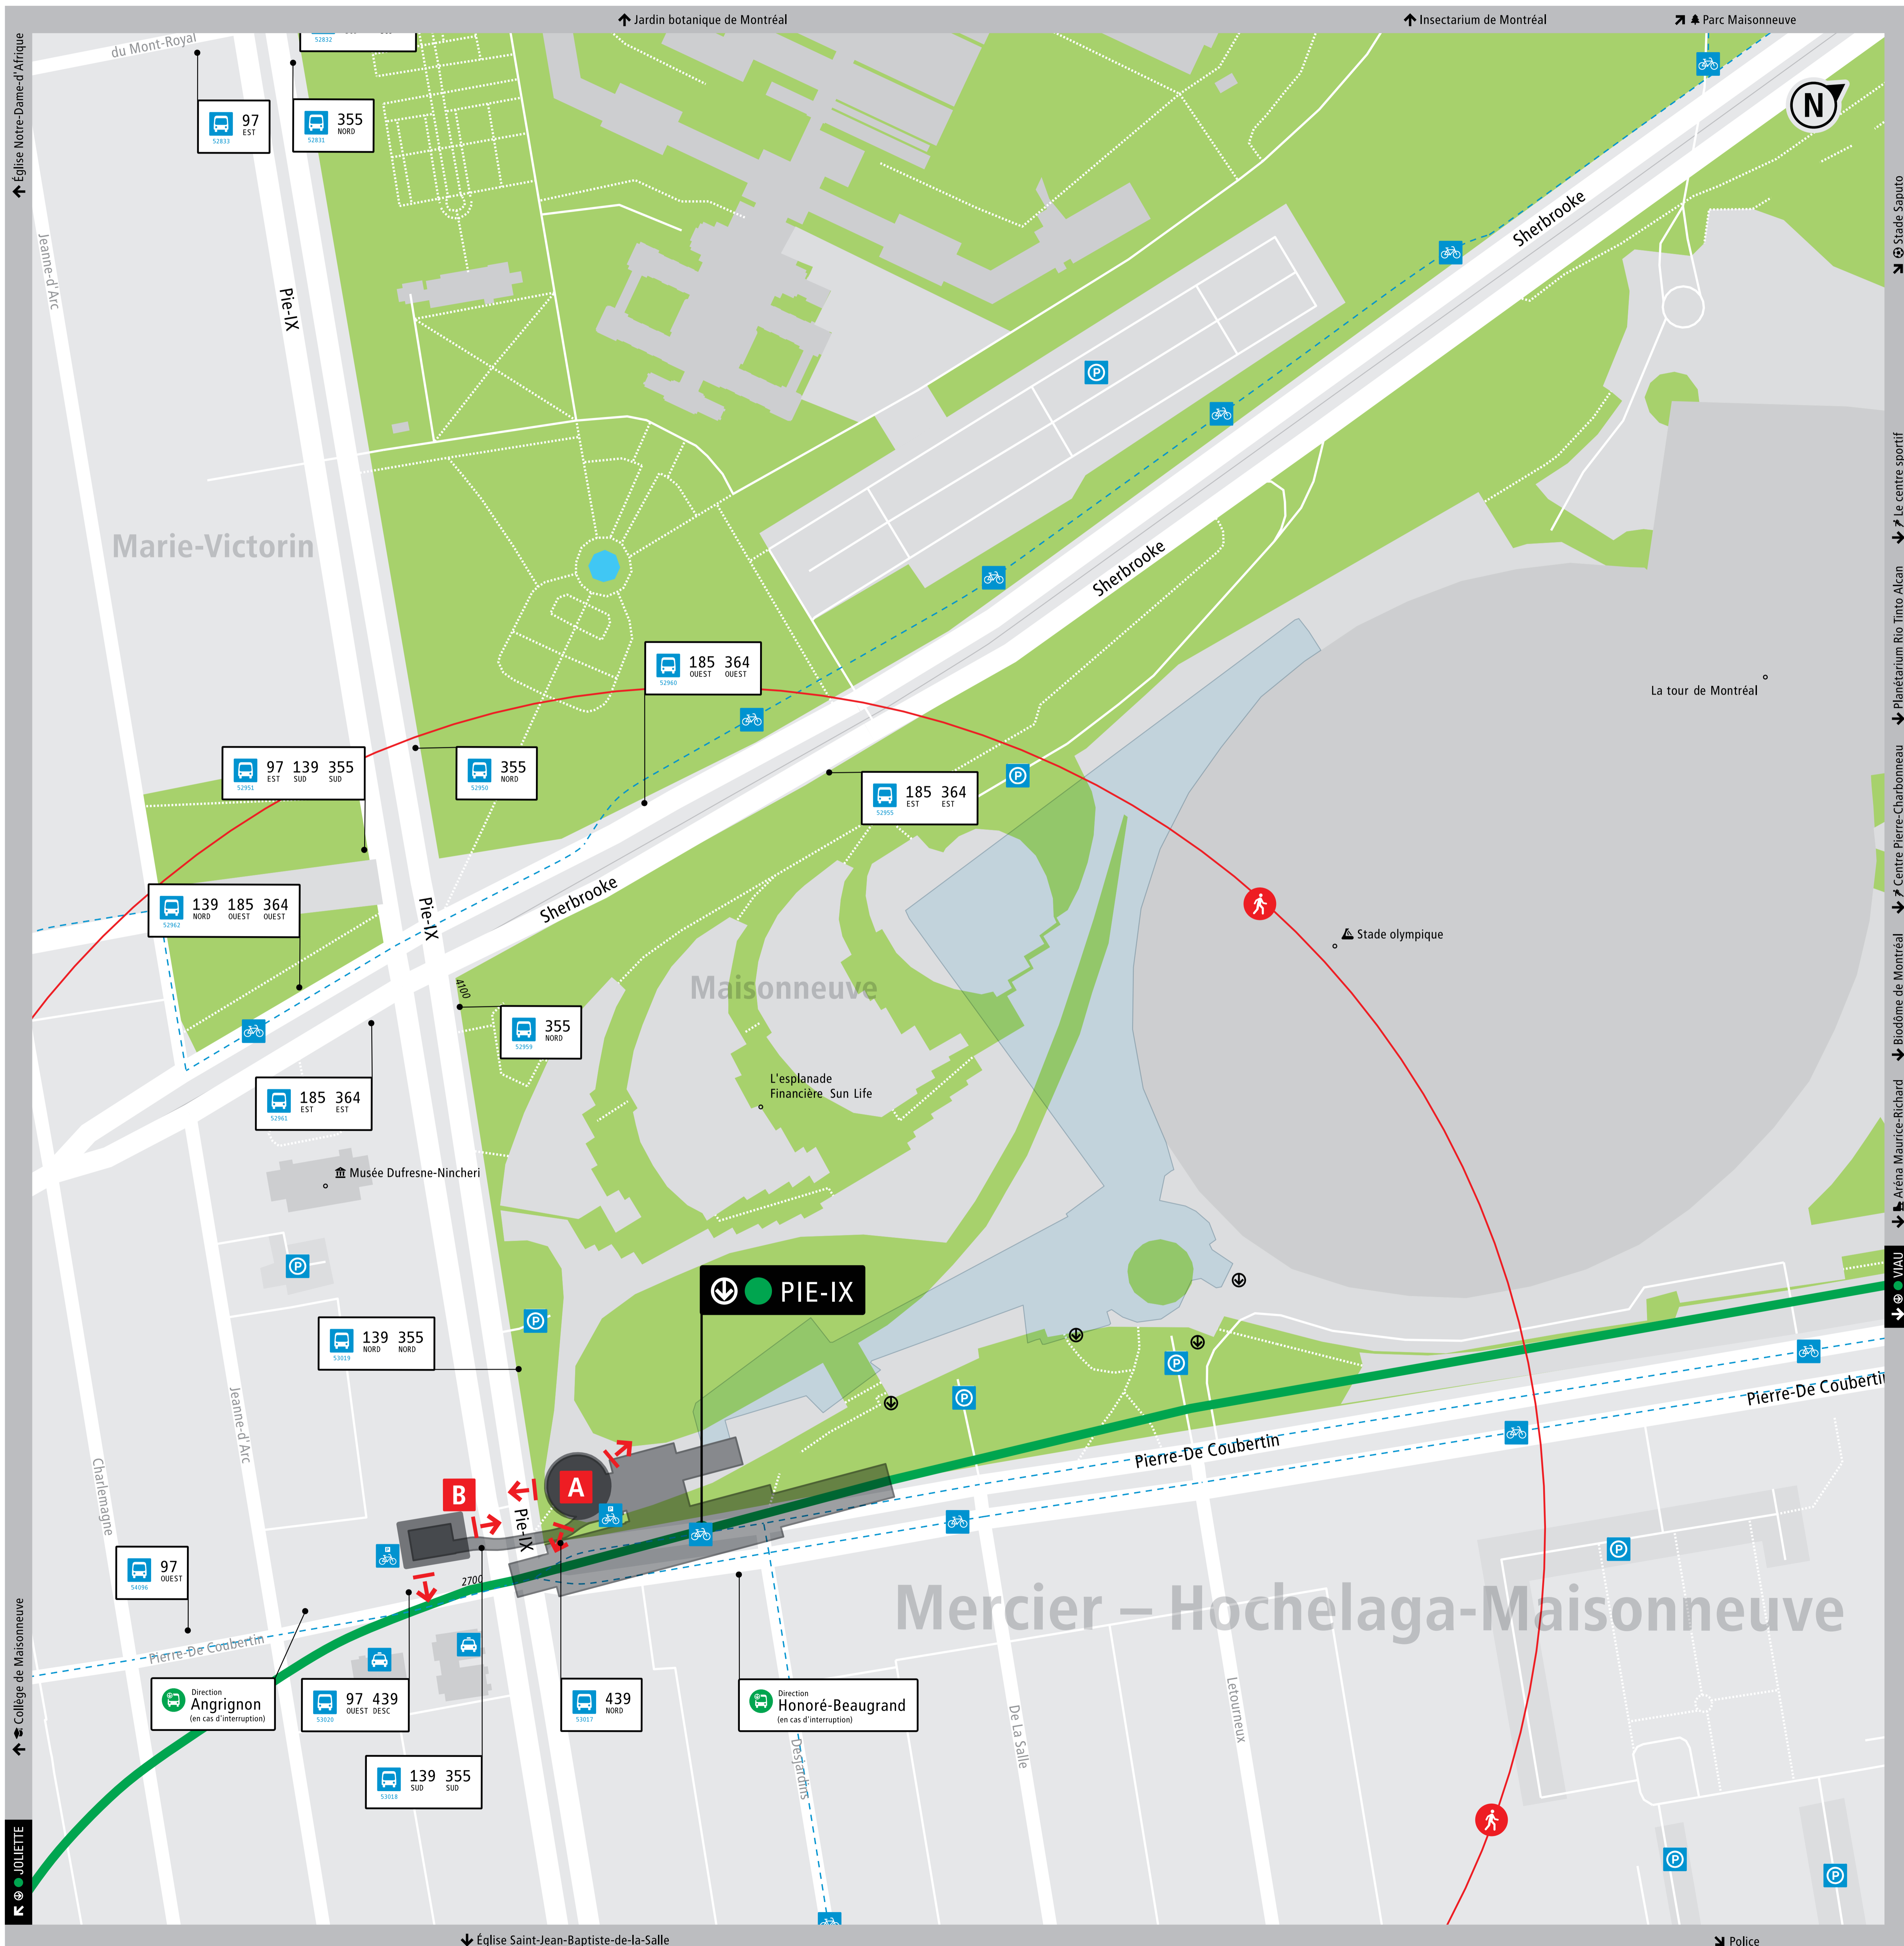 Jardin botanique de Montréal
Insectarium de Montréal
Parc Maisonneuve
Église Notre-Dame-d'Afrique
Collège de Maisonneuve
JOLIETTE
Stade Saputo
Le centre sportif
Planétarium Rio Tinto Alcan
Centre Pierre-Charbonneau
Biodôme de Montréal
Aréna Maurice-Richard
VIAU
N
du Mont-Royal
52832
97
EST
52833
355
NORD
52831
Jeanne-d'Arc
Pie-IX
Sherbrooke
P
Marie-Victorin
Sherbrooke
185 364
OUEST OUEST
52960
La tour de Montréal
97 139 355
EST SUD SUD
52951
355
NORD
52950
P
185 364
EST EST
52955
139 185 364
NORD OUEST OUEST
52962
Sherbrooke
Pie-IX
Stade olympique
Maisonneuve
4100
355
NORD
52959
185 364
EST EST
52961
L'esplanade
Financière Sun Life
Musée Dufresne-Nincheri
P
PIE-IX
139 355
NORD NORD
53019
P
P
P
Pierre-De Coubertin
Pierre-De Coubertin
Jeanne-d'Arc
Charlemagne
A
B
P
P
Pie-IX
2700
P
97
OUEST
54096
Pierre-De Coubertin
Mercier – Hochelaga-Maisonneuve
Direction
Angrignon
(en cas d'interruption)
97 439
OUEST DESC
53020
439
NORD
53017
Direction
Honoré-Beaugrand
(en cas d'interruption)
139 355
SUD SUD
53018
Desjardins
De La Salle
Letourneux
P
P
Église Saint-Jean-Baptiste-de-la-Salle
Police